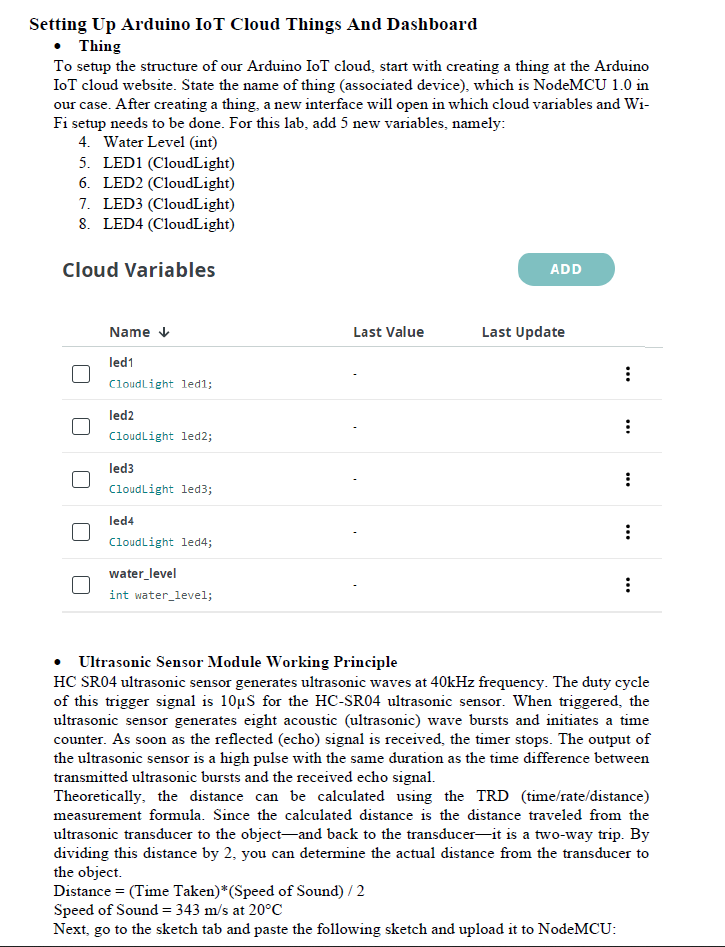 Setting Up Arduino IoT Cloud Things And Dashboard
• Thing
To setup the structure of our Arduino IoT cloud, start with creating a thing at the Arduino
IoT cloud website. State the name of thing (associated device), which is NodeMCU 1.0 in
our case. After creating a thing, a new interface will open in which cloud variables and Wi-
Fi setup needs to be done. For this lab, add 5 new variables, namely:
4. Water Level (int)
5. LED1 (CloudLight)
6. LED2 (CloudLight)
7. LED3 (CloudLight)
8. LED4 (CloudLight)
Cloud Variables ADD
Name ↓ Last Value Last Update
led1
CloudLight led1; -
led2
CloudLight led2; -
led3
CloudLight led3; -
led4
CloudLight led4; -
water_level
int water_level; -
• Ultrasonic Sensor Module Working Principle
HC SR04 ultrasonic sensor generates ultrasonic waves at 40kHz frequency. The duty cycle
of this trigger signal is 10µS for the HC-SR04 ultrasonic sensor. When triggered, the
ultrasonic sensor generates eight acoustic (ultrasonic) wave bursts and initiates a time
counter. As soon as the reflected (echo) signal is received, the timer stops. The output of
the ultrasonic sensor is a high pulse with the same duration as the time difference between
transmitted ultrasonic bursts and the received echo signal.
Theoretically, the distance can be calculated using the TRD (time/rate/distance)
measurement formula. Since the calculated distance is the distance traveled from the
ultrasonic transducer to the object—and back to the transducer—it is a two-way trip. By
dividing this distance by 2, you can determine the actual distance from the transducer to
the object.
Distance = (Time Taken)*(Speed of Sound) / 2
Speed of Sound = 343 m/s at 20°C
Next, go to the sketch tab and paste the following sketch and upload it to NodeMCU: